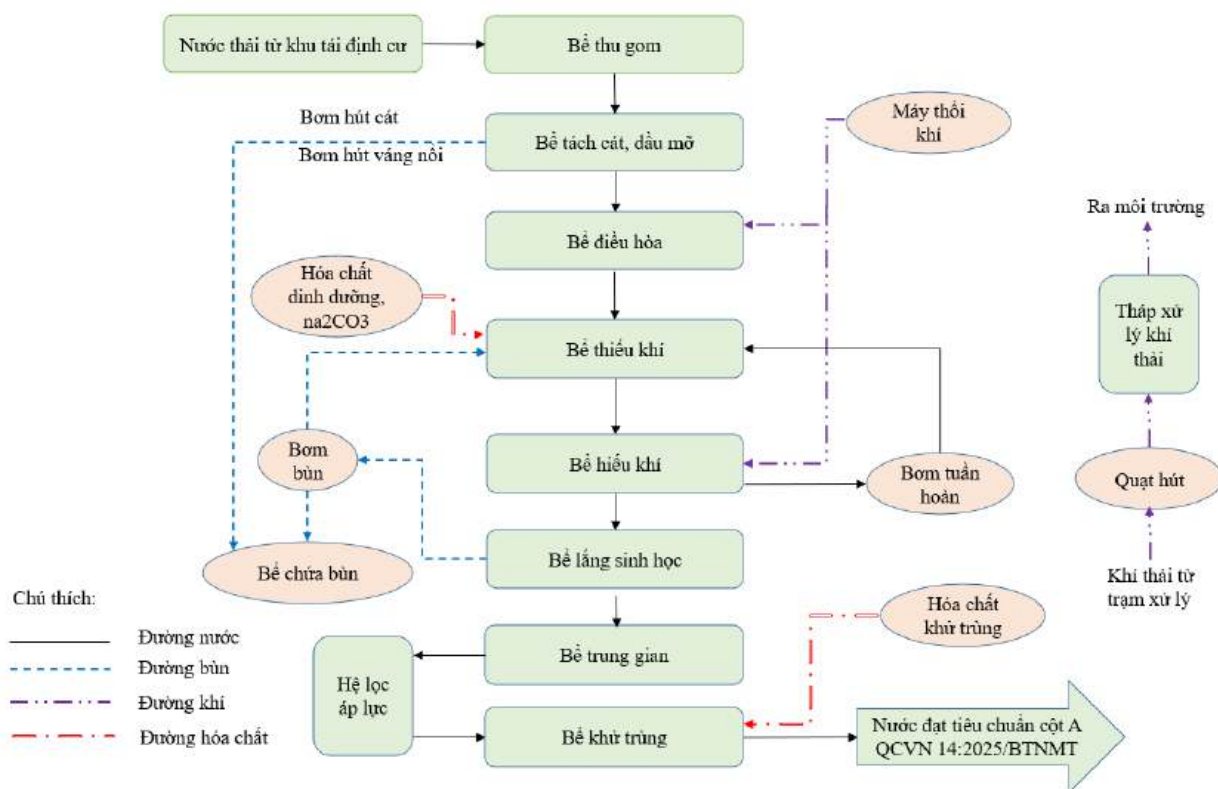 Nước thải từ khu tái định cư
Bể thu gom
Bơm hút cát
Bơm hút váng nổi
Bể tách cát, dầu mỡ
Máy thổi
khí
Ra môi trường
Bể điều hòa
Hóa chất
dinh dưỡng,
na2CO3
Tháp xử
lý khí
thải
Bể thiếu khí
Bơm
bùn
Bể hiếu khí
Bơm tuần
hoàn
Quạt hút
Bể lắng sinh học
Bể chứa bùn
Khí thải từ
trạm xử lý
Chú thích:
Đường nước
Đường bùn
Đường khí
Đường hóa chất
Hóa chất
khử trùng
Bể trung gian
Hệ lọc
áp lực
Bể khử trùng
Nước đạt tiêu chuẩn cột A
QCVN 14:2025/BTNMT